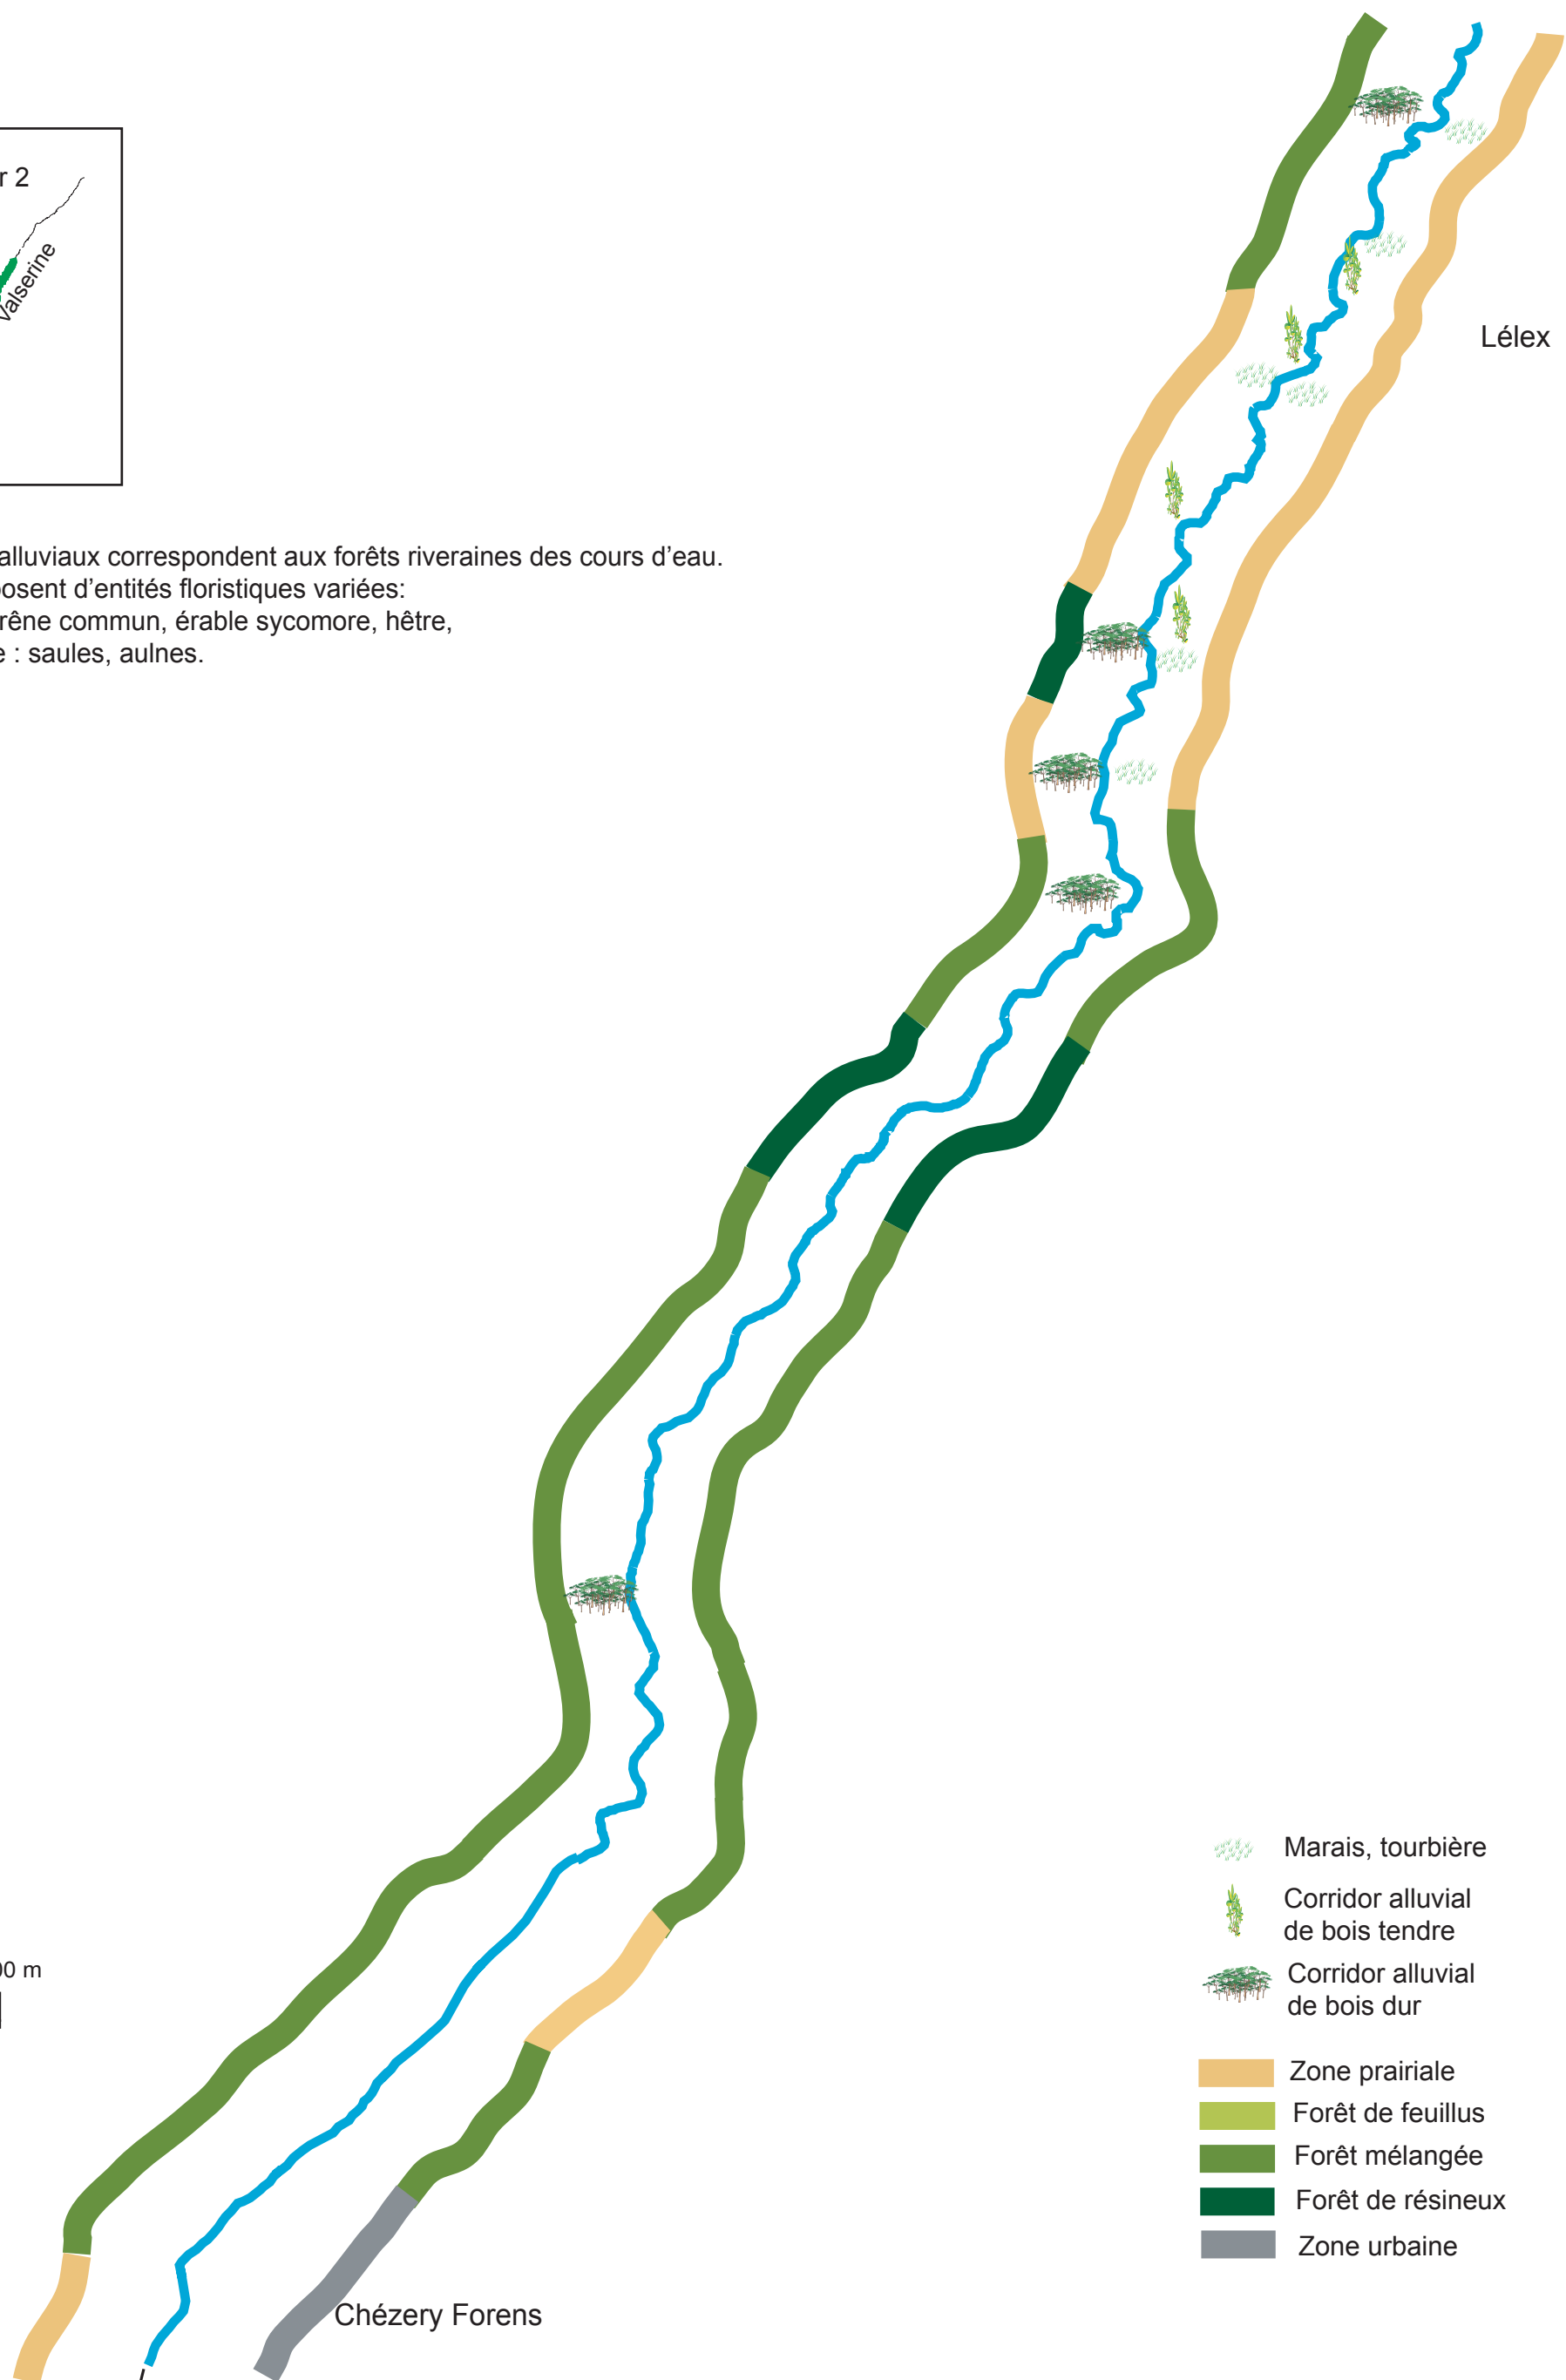 r 2
Valserine
Lélex
alluviaux correspondent aux forêts riveraines des cours d'eau.
posent d'entités floristiques variées:
rêne commun, érable sycomore, hêtre,
e : saules, aulnes.
Marais, tourbière
Corridor alluvial
de bois tendre
Corridor alluvial
de bois dur
00 m
Zone prairiale
Forêt de feuillus
Forêt mélangée
Forêt de résineux
Zone urbaine
Chézery Forens